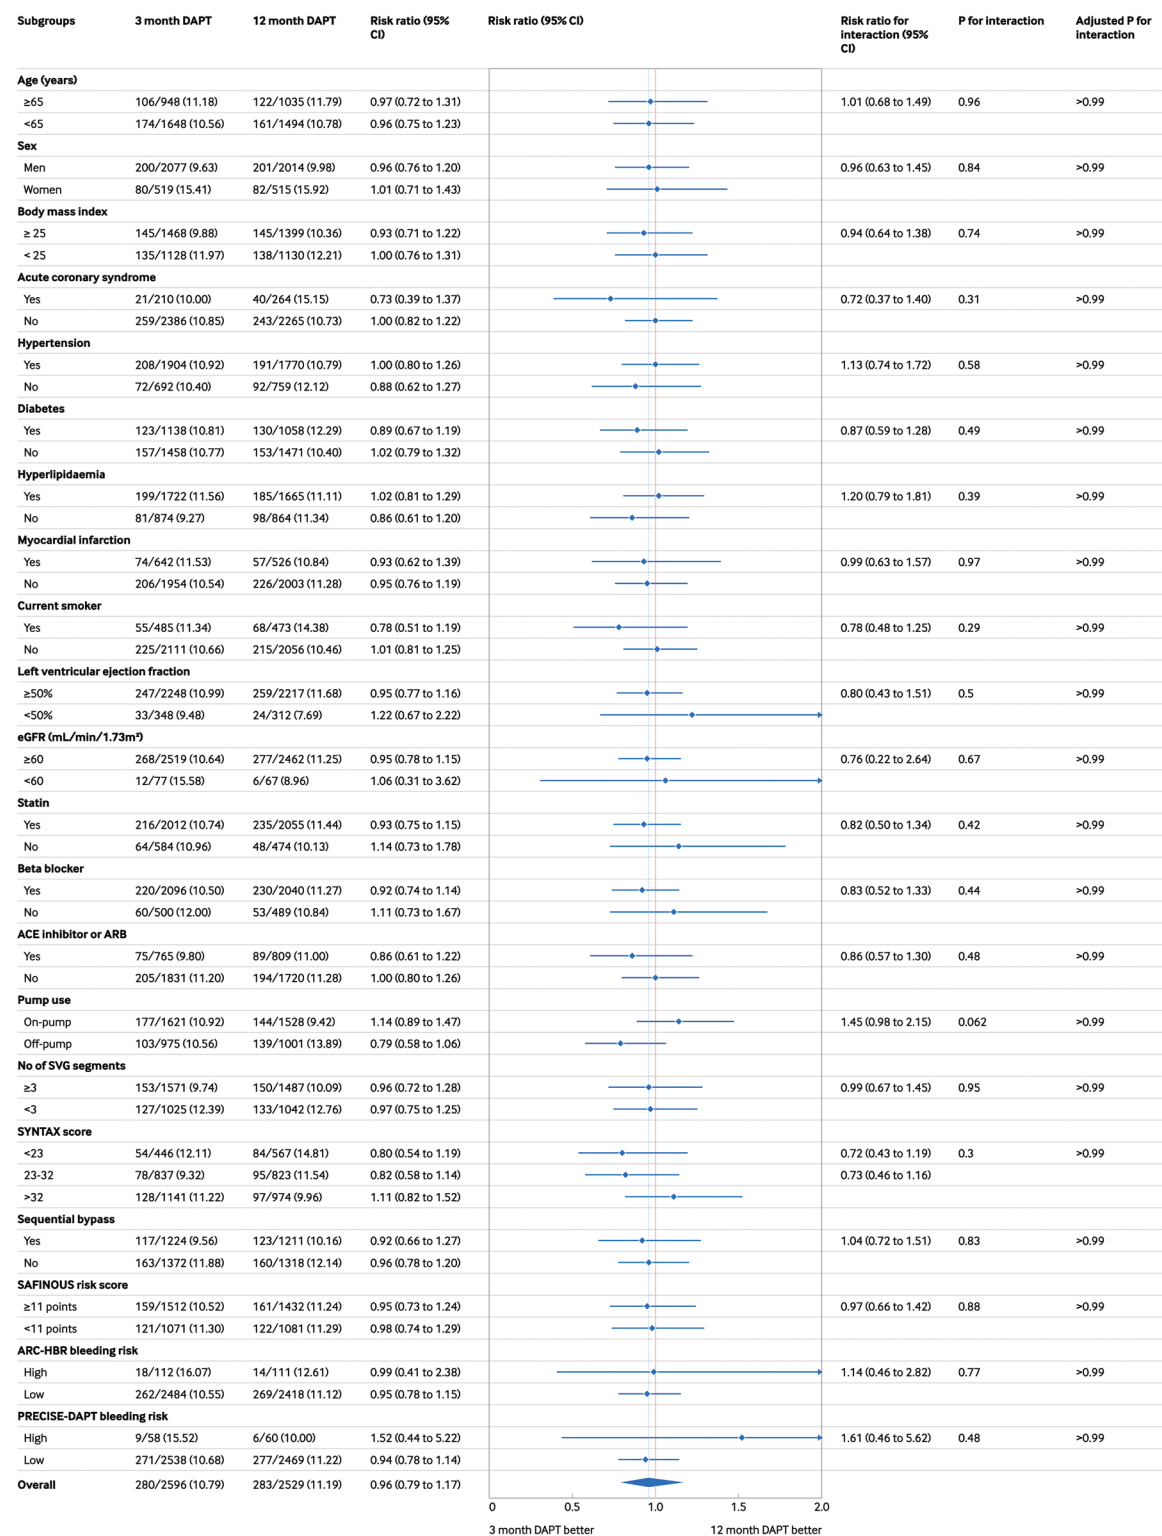 Subgroups 3 month DAPT 12 month DAPT Risk ratio (95% CI) Risk ratio (95% CI) Risk ratio for interaction (95% CI) P for interaction Adjusted P for interaction
Age (years)
≥65 106/948 (11.18) 122/1035 (11.79) 0.97 (0.72 to 1.31) 1.01 (0.68 to 1.49) 0.96 >0.99
<65 174/1648 (10.56) 161/1494 (10.78) 0.96 (0.75 to 1.23)
Sex
Men 200/2077 (9.63) 201/2014 (9.98) 0.96 (0.76 to 1.20) 0.96 (0.63 to 1.45) 0.84 >0.99
Women 80/519 (15.41) 82/515 (15.92) 1.01 (0.71 to 1.43)
Body mass index
≥ 25 145/1468 (9.88) 145/1399 (10.36) 0.93 (0.71 to 1.22) 0.94 (0.64 to 1.38) 0.74 >0.99
< 25 135/1128 (11.97) 138/1130 (12.21) 1.00 (0.76 to 1.31)
Acute coronary syndrome
Yes 21/210 (10.00) 40/264 (15.15) 0.73 (0.39 to 1.37) 0.72 (0.37 to 1.40) 0.31 >0.99
No 259/2386 (10.85) 243/2265 (10.73) 1.00 (0.82 to 1.22)
Hypertension
Yes 208/1904 (10.92) 191/1770 (10.79) 1.00 (0.80 to 1.26) 1.13 (0.74 to 1.72) 0.58 >0.99
No 72/692 (10.40) 92/759 (12.12) 0.88 (0.62 to 1.27)
Diabetes
Yes 123/1138 (10.81) 130/1058 (12.29) 0.89 (0.67 to 1.19) 0.87 (0.59 to 1.28) 0.49 >0.99
No 157/1458 (10.77) 153/1471 (10.40) 1.02 (0.79 to 1.32)
Hyperlipidaemia
Yes 199/1722 (11.56) 185/1665 (11.11) 1.02 (0.81 to 1.29) 1.20 (0.79 to 1.81) 0.39 >0.99
No 81/874 (9.27) 98/864 (11.34) 0.86 (0.61 to 1.20)
Myocardial infarction
Yes 74/642 (11.53) 57/526 (10.84) 0.93 (0.62 to 1.39) 0.99 (0.63 to 1.57) 0.97 >0.99
No 206/1954 (10.54) 226/2003 (11.28) 0.95 (0.76 to 1.19)
Current smoker
Yes 55/485 (11.34) 68/473 (14.38) 0.78 (0.51 to 1.19) 0.78 (0.48 to 1.25) 0.29 >0.99
No 225/2111 (10.66) 215/2056 (10.46) 1.01 (0.81 to 1.25)
Left ventricular ejection fraction
≥50% 247/2248 (10.99) 259/2217 (11.68) 0.95 (0.77 to 1.16) 0.80 (0.43 to 1.51) 0.5 >0.99
<50% 33/348 (9.48) 24/312 (7.69) 1.22 (0.67 to 2.22)
eGFR (mL/min/1.73m²)
≥60 268/2519 (10.64) 277/2462 (11.25) 0.95 (0.78 to 1.15) 0.76 (0.22 to 2.64) 0.67 >0.99
<60 12/77 (15.58) 6/67 (8.96) 1.06 (0.31 to 3.62)
Statin
Yes 216/2012 (10.74) 235/2055 (11.44) 0.93 (0.75 to 1.15) 0.82 (0.50 to 1.34) 0.42 >0.99
No 64/584 (10.96) 48/474 (10.13) 1.14 (0.73 to 1.78)
Beta blocker
Yes 220/2096 (10.50) 230/2040 (11.27) 0.92 (0.74 to 1.14) 0.83 (0.52 to 1.33) 0.44 >0.99
No 60/500 (12.00) 53/489 (10.84) 1.11 (0.73 to 1.67)
ACE inhibitor or ARB
Yes 75/765 (9.80) 89/809 (11.00) 0.86 (0.61 to 1.22) 0.86 (0.57 to 1.30) 0.48 >0.99
No 205/1831 (11.20) 194/1720 (11.28) 1.00 (0.80 to 1.26)
Pump use
On-pump 177/1621 (10.92) 144/1528 (9.42) 1.14 (0.89 to 1.47) 1.45 (0.98 to 2.15) 0.062 >0.99
Off-pump 103/975 (10.56) 139/1001 (13.89) 0.79 (0.58 to 1.06)
No of SVG segments
≥3 153/1571 (9.74) 150/1487 (10.09) 0.96 (0.72 to 1.28) 0.99 (0.67 to 1.45) 0.95 >0.99
<3 127/1025 (12.39) 133/1042 (12.76) 0.97 (0.75 to 1.25)
SYNTAX score
<23 54/446 (12.11) 84/567 (14.81) 0.80 (0.54 to 1.19) 0.72 (0.43 to 1.19) 0.3 >0.99
23-32 78/837 (9.32) 95/823 (11.54) 0.82 (0.58 to 1.14) 0.73 (0.46 to 1.16)
>32 128/1141 (11.22) 97/974 (9.96) 1.11 (0.82 to 1.52)
Sequential bypass
Yes 117/1224 (9.56) 123/1211 (10.16) 0.92 (0.66 to 1.27) 1.04 (0.72 to 1.51) 0.83 >0.99
No 163/1372 (11.88) 160/1318 (12.14) 0.96 (0.78 to 1.20)
SAFINOUS risk score
≥11 points 159/1512 (10.52) 161/1432 (11.24) 0.95 (0.73 to 1.24) 0.97 (0.66 to 1.42) 0.88 >0.99
<11 points 121/1071 (11.30) 122/1081 (11.29) 0.98 (0.74 to 1.29)
ARC-HBR bleeding risk
High 18/112 (16.07) 14/111 (12.61) 0.99 (0.41 to 2.38) 1.14 (0.46 to 2.82) 0.77 >0.99
Low 262/2484 (10.55) 269/2418 (11.12) 0.95 (0.78 to 1.15)
PRECISE-DAPT bleeding risk
High 9/58 (15.52) 6/60 (10.00) 1.52 (0.44 to 5.22) 1.61 (0.46 to 5.62) 0.48 >0.99
Low 271/2538 (10.68) 277/2469 (11.22) 0.94 (0.78 to 1.14)
Overall 280/2596 (10.79) 283/2529 (11.19) 0.96 (0.79 to 1.17)
0 0.5 1.0 1.5 2.0
3 month DAPT better 12 month DAPT better